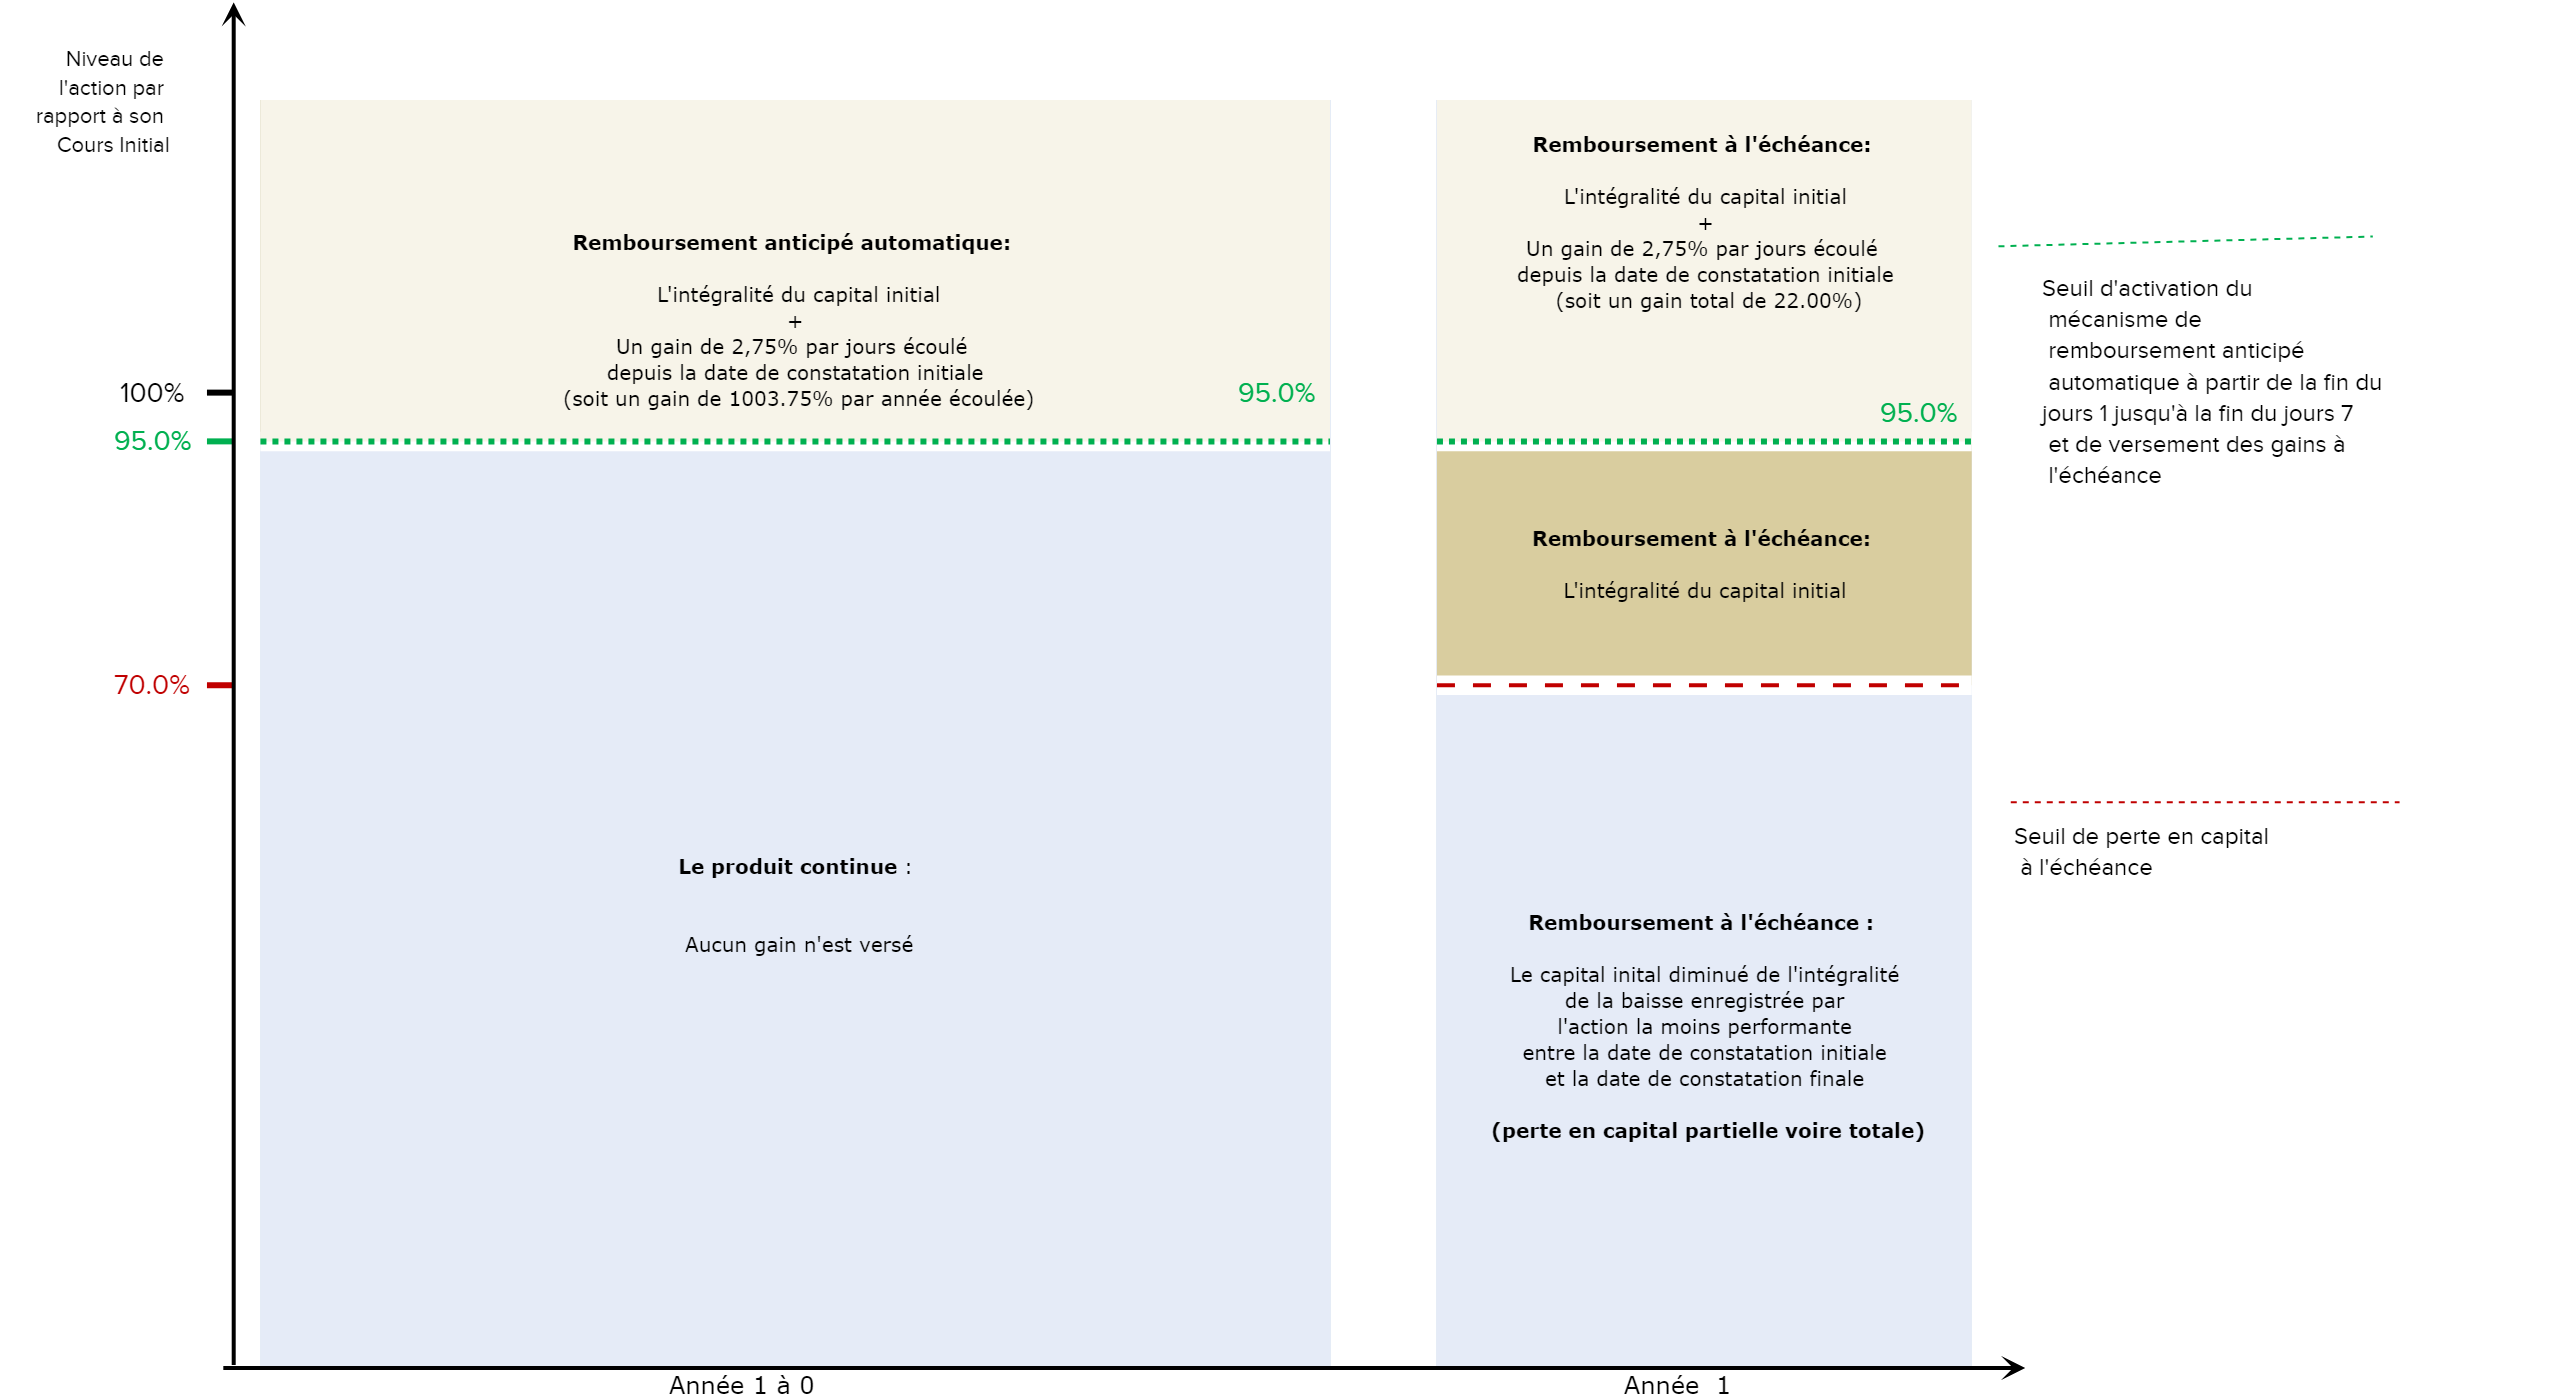 Niveau de
l'action par
rapport à son
Cours Initial
100%
95.0%
70.0%
Remboursement anticipé automatique:
L'intégralité du capital initial
+
Un gain de 2,75% par jours écoulé
depuis la date de constatation initiale
(soit un gain de 1003.75% par année écoulée)
95.0%
Le produit continue :
Aucun gain n'est versé
Remboursement à l'échéance:
L'intégralité du capital initial
+
Un gain de 2,75% par jours écoulé
depuis la date de constatation initiale
(soit un gain total de 22.00%)
95.0%
Remboursement à l'échéance:
L'intégralité du capital initial
Remboursement à l'échéance :
Le capital inital diminué de l'intégralité
de la baisse enregistrée par
l'action la moins performante
entre la date de constatation initiale
et la date de constatation finale
(perte en capital partielle voire totale)
Seuil d'activation du
mécanisme de
remboursement anticipé
automatique à partir de la fin du
jours 1 jusqu'à la fin du jours 7
et de versement des gains à
l'échéance
Seuil de perte en capital
à l'échéance
Année 1 à 0
Année  1